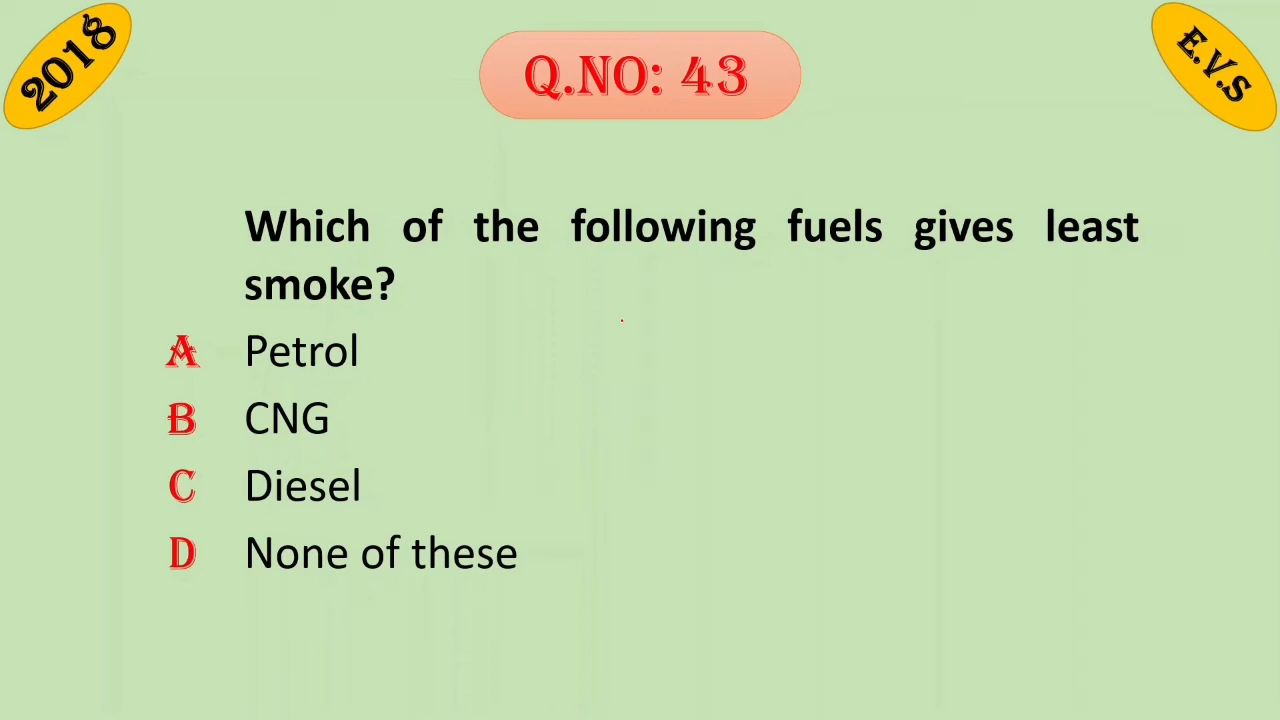 2018
Q.NO: 43
E.V.S
Which of the following fuels gives least
smoke?
A Petrol
B CNG
C Diesel
D None of these